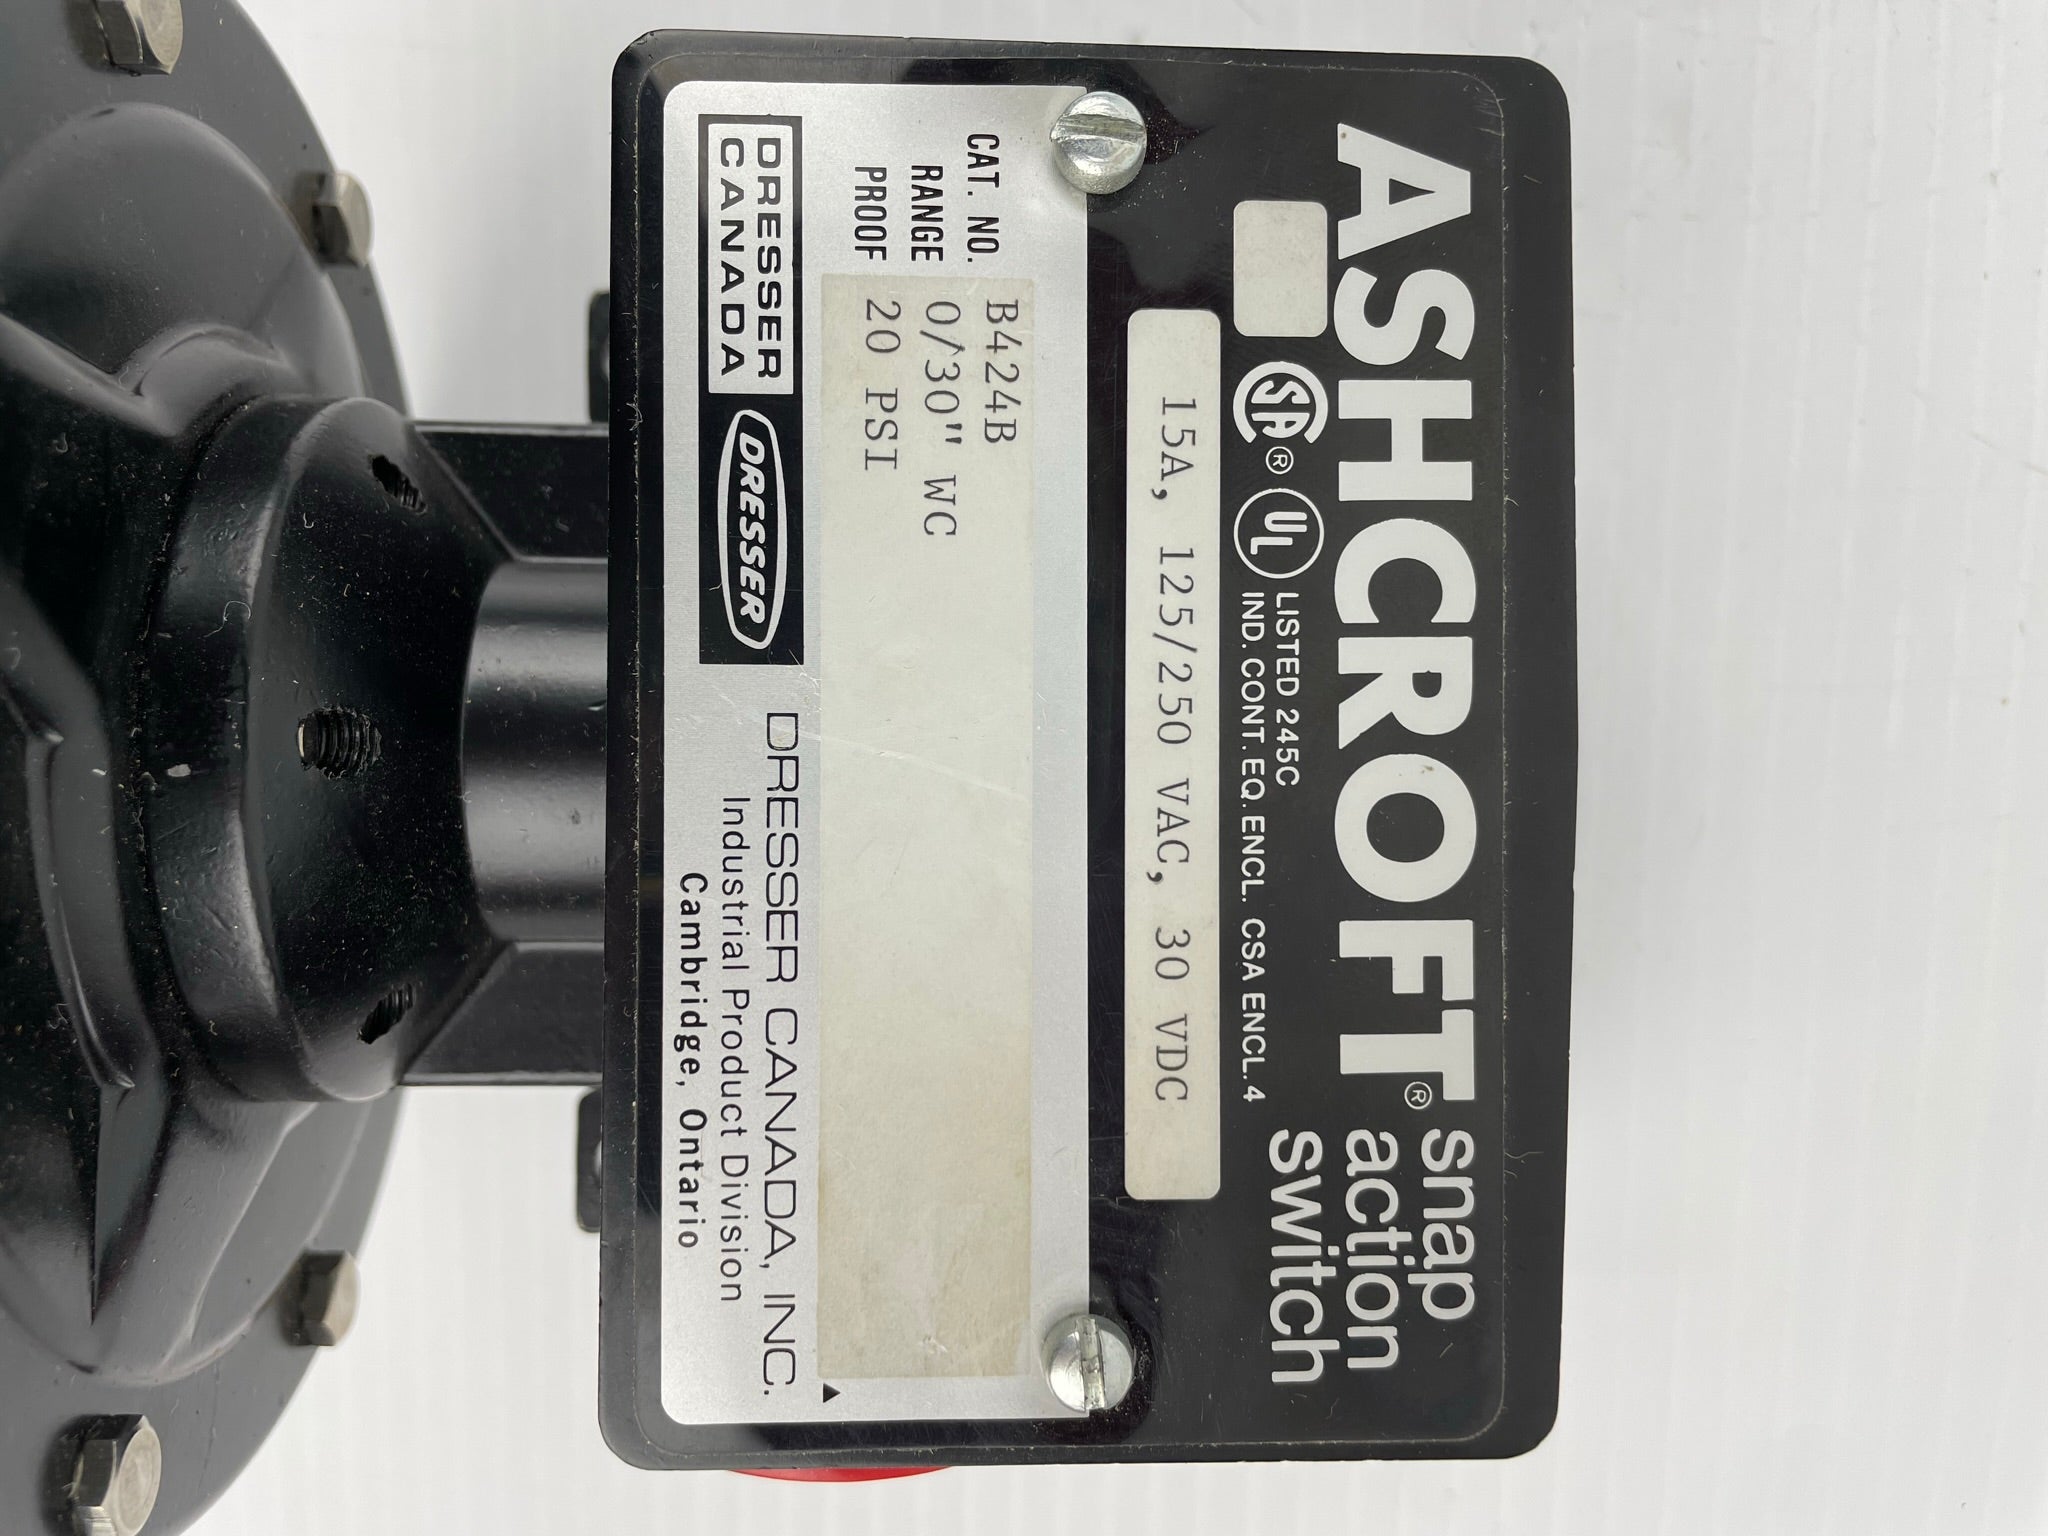 ASHCROFT® snap
action
switch
SA® UL LISTED 245C
IND. CONT. EQ. ENCL. CSA ENCL. 4
15A, 125/250 VAC, 30 VDC
CAT. NO. B424B
RANGE 0/30" WC
PROOF 20 PSI
DRESSER
CANADA
DRESSER
DRESSER CANADA, INC.
Industrial Product Division
Cambridge, Ontario